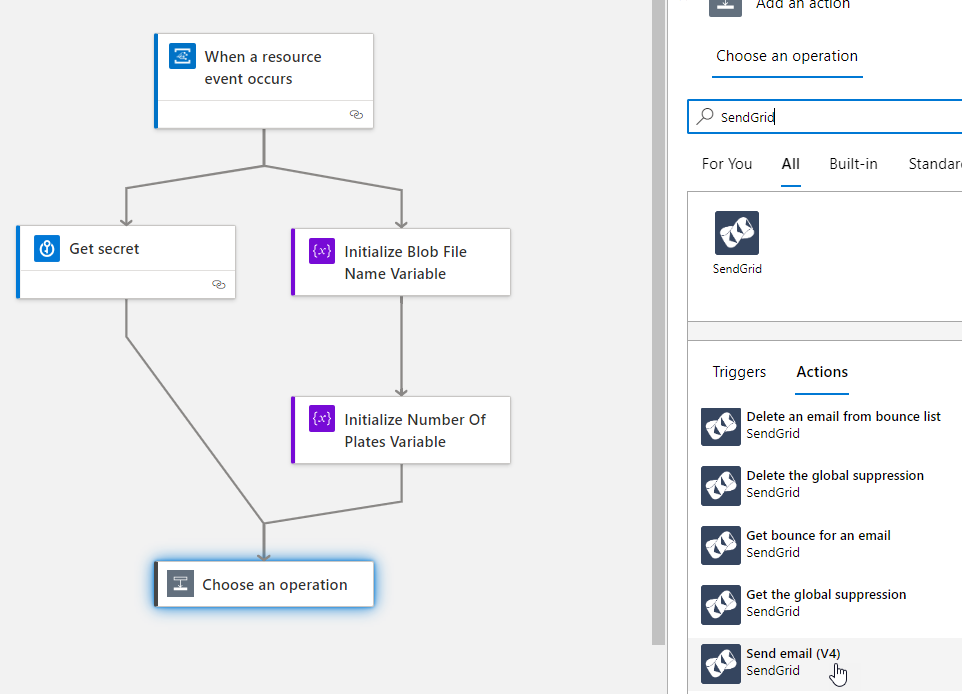 When a resource
event occurs
Get secret
{x}
Initialize Blob File
Name Variable
{x}
Initialize Number Of
Plates Variable
Choose an operation
Add an action
Choose an operation
SendGrid
For You
All
Built-in
Standar
SendGrid
Triggers
Actions
Delete an email from bounce list
SendGrid
Delete the global suppression
SendGrid
Get bounce for an email
SendGrid
Get the global suppression
SendGrid
Send email (V4)
SendGrid